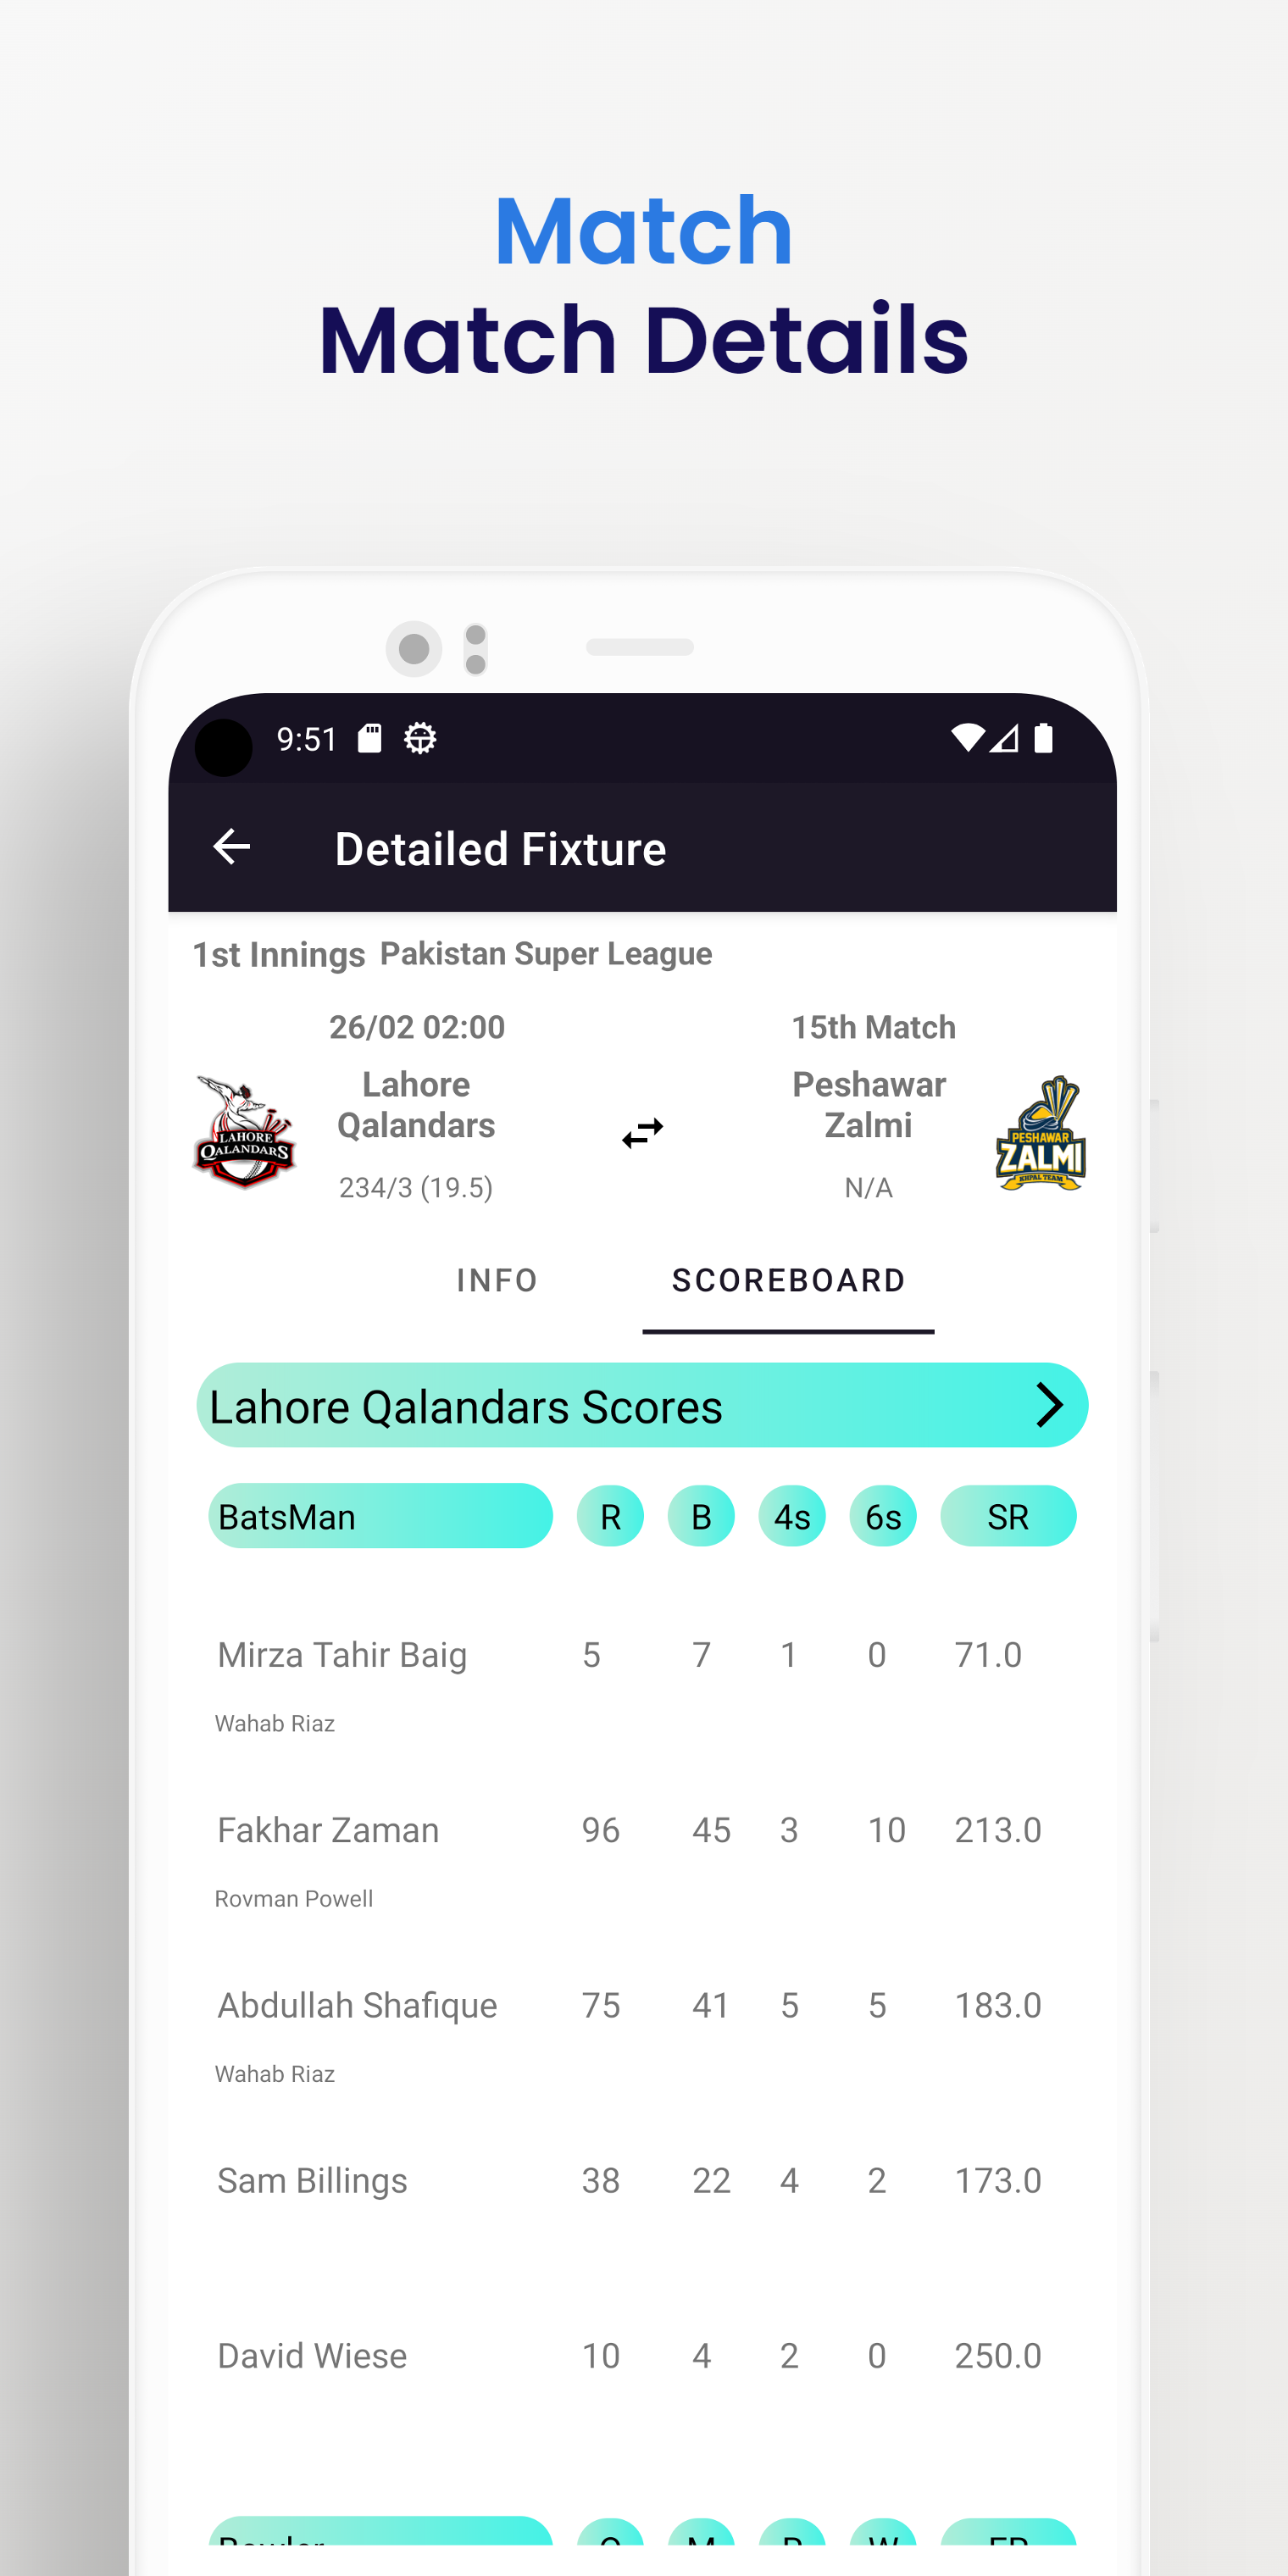 Match
Match Details
9:51
Detailed Fixture
1st Innings Pakistan Super League
26/02 02:00 15th Match
Lahore
Qalandars
Peshawar
Zalmi
LAHORE
QALANDARS
PESHAWAR
ZALMI
KHPAL TEAM
234/3 (19.5) N/A
INFO SCOREBOARD
Lahore Qalandars Scores
BatsMan R B 4s 6s SR
Mirza Tahir Baig 5 7 1 0 71.0
Wahab Riaz
Fakhar Zaman 96 45 3 10 213.0
Rovman Powell
Abdullah Shafique 75 41 5 5 183.0
Wahab Riaz
Sam Billings 38 22 4 2 173.0
David Wiese 10 4 2 0 250.0